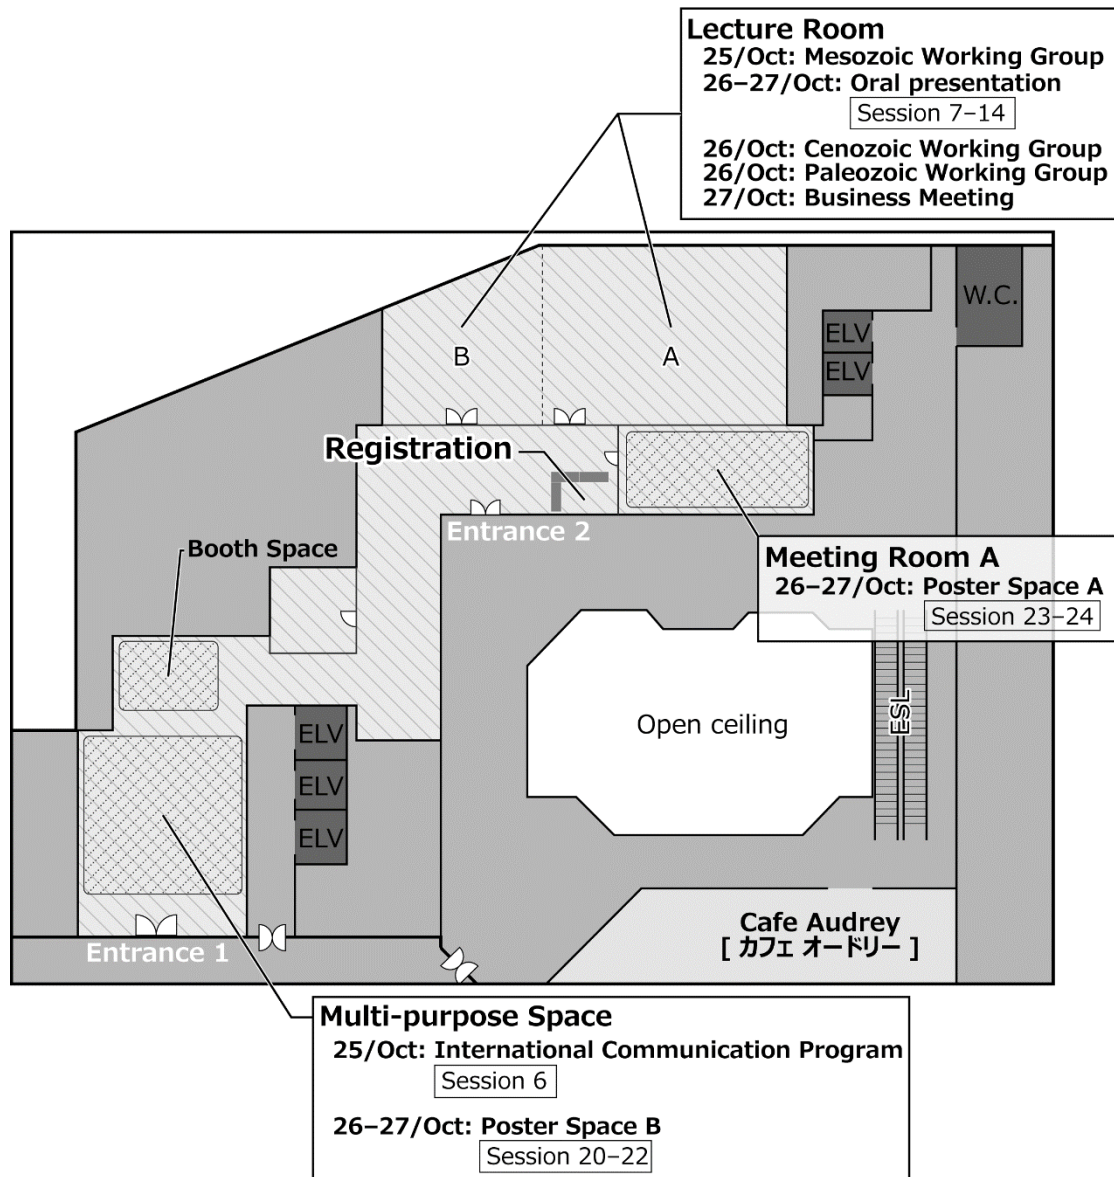 Lecture Room
25/Oct: Mesozoic Working Group
26–27/Oct: Oral presentation
Session 7–14
26/Oct: Cenozoic Working Group
26/Oct: Paleozoic Working Group
27/Oct: Business Meeting
W.C.
ELV
ELV
B
A
Registration
Entrance 2
Booth Space
Meeting Room A
26–27/Oct: Poster Space A
Session 23–24
Open ceiling
ESL
ELV
ELV
ELV
Cafe Audrey
[ カフェ オードリー ]
Entrance 1
Multi-purpose Space
25/Oct: International Communication Program
Session 6
26–27/Oct: Poster Space B
Session 20–22